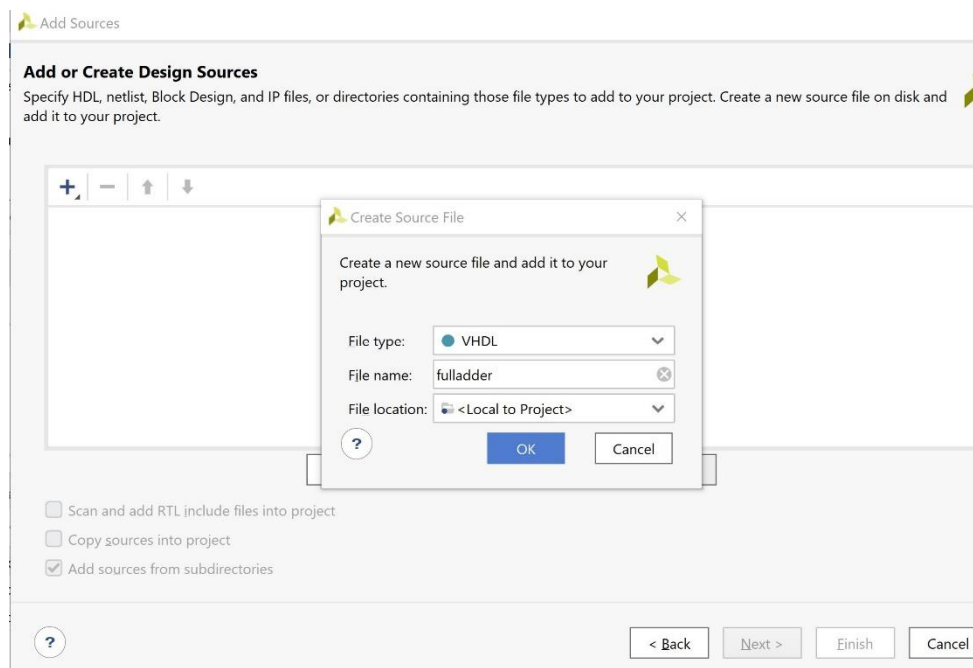 Add Sources
Add or Create Design Sources
Specify HDL, netlist, Block Design, and IP files, or directories containing those file types to add to your project. Create a new source file on disk and
add it to your project.
Create Source File
Create a new source file and add it to your
project.
File type: VHDL
File name: fulladder
File location: <Local to Project>
? OK Cancel
Scan and add RTL include files into project
Copy sources into project
Add sources from subdirectories
? < Back Next > Finish Cancel